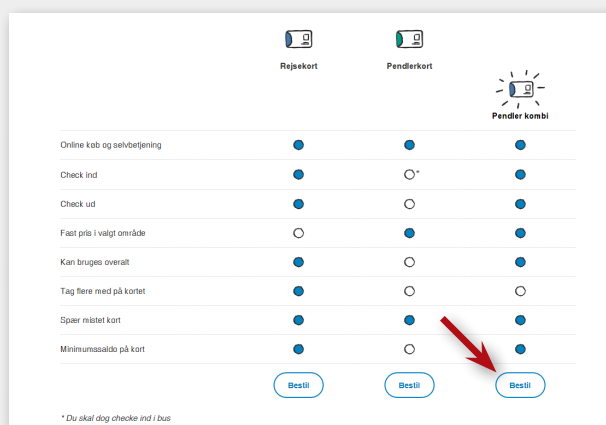 Rejsekort Pendlerkort
Pendler kombi
Online køb og selvbetjening
Check ind
*
Check ud
Fast pris i valgt område
Kan bruges overalt
Tag flere med på kortet
Spær mistet kort
Minimumssaldo på kort
Bestil Bestil Bestil
* Du skal dog checke ind i bus